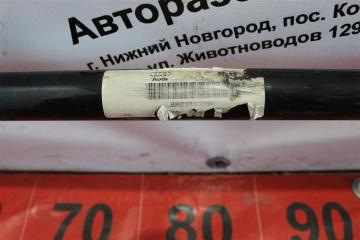 Авторазб
г. Нижний Новгород, пос. Ко
ул. Животноводов 129
Audi
70 80 90